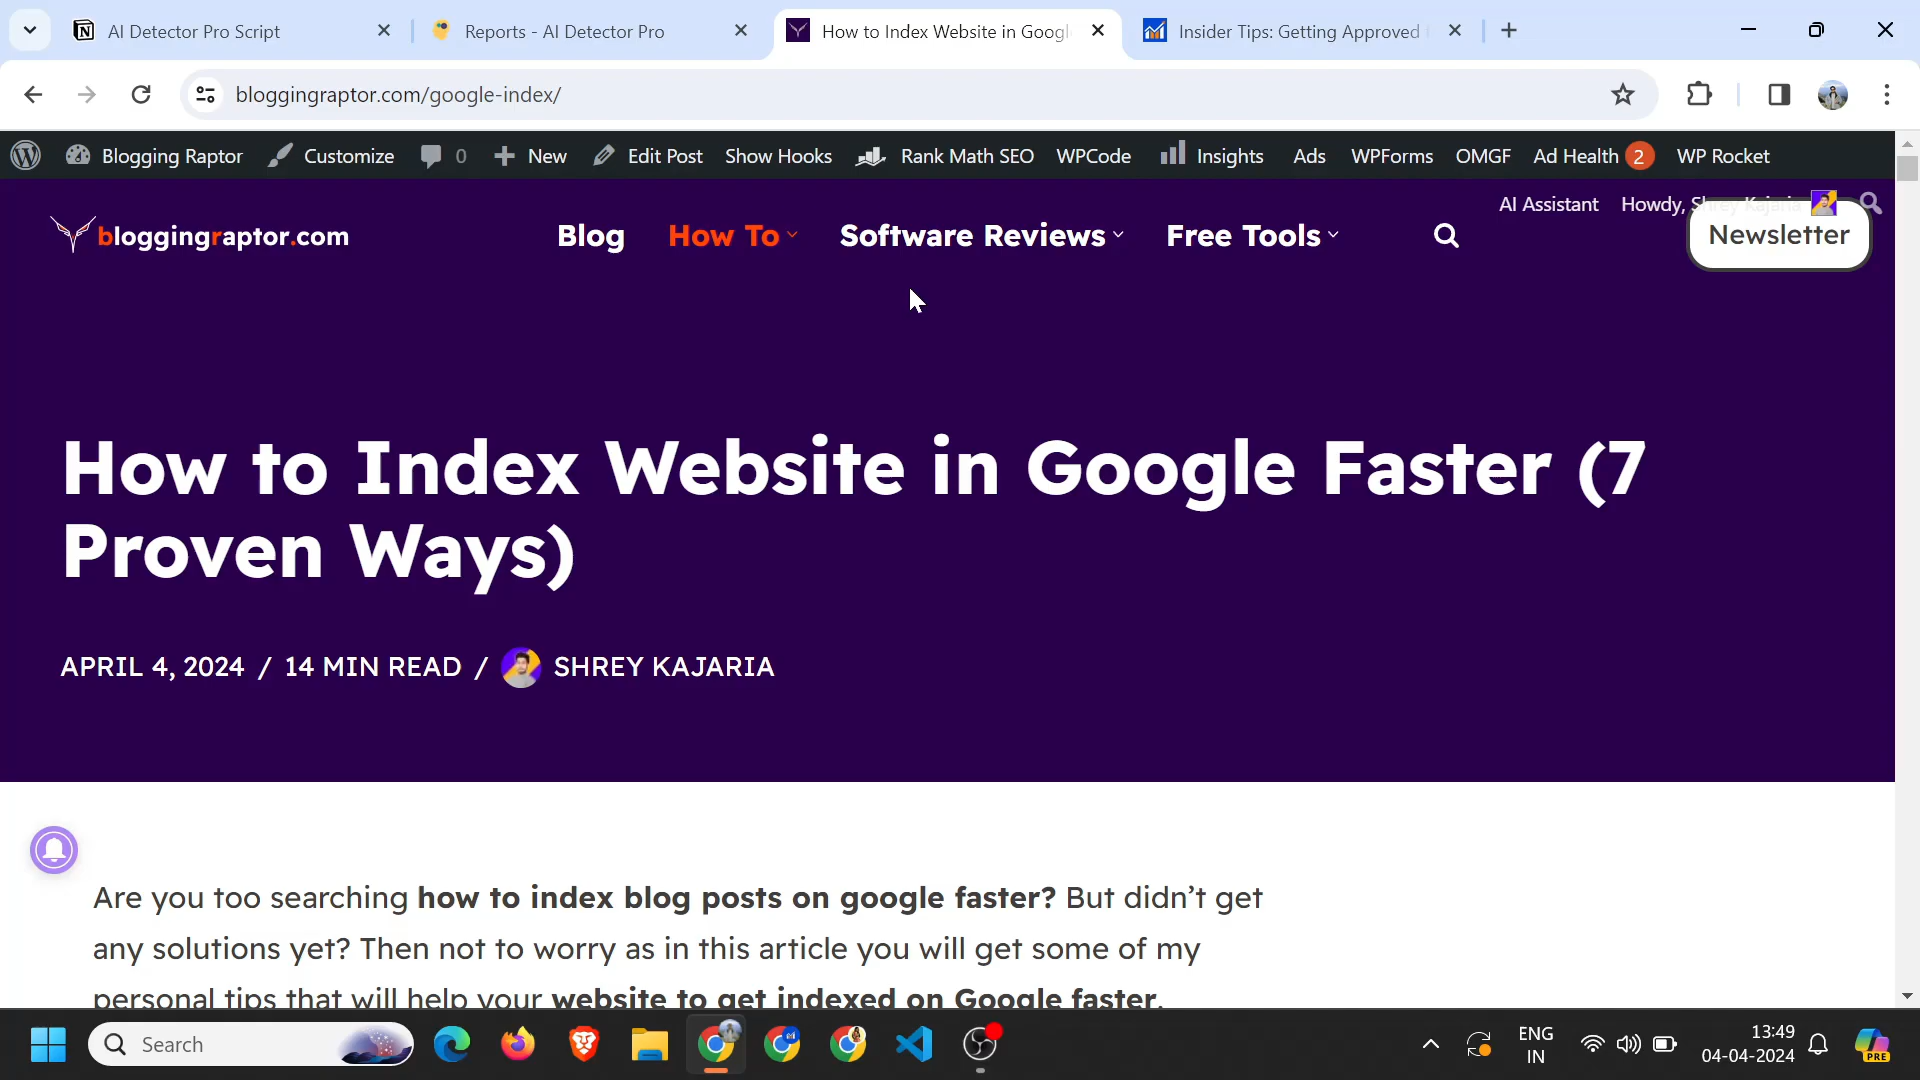 AI Detector Pro Script
Reports - AI Detector Pro
How to Index Website in Googl
Insider Tips: Getting Approved
bloggingraptor.com/google-index/
Blogging Raptor
Customize
0
New
Edit Post
Show Hooks
Rank Math SEO
WPCode
Insights
Ads
WPForms
OMGF
Ad Health 2
WP Rocket
AI Assistant
Howdy, Shrey Kajaria
bloggingraptor.com
Blog
How To
Software Reviews
Free Tools
Newsletter
How to Index Website in Google Faster (7
Proven Ways)
APRIL 4, 2024 / 14 MIN READ / SHREY KAJARIA
Are you too searching how to index blog posts on google faster? But didn’t get
any solutions yet? Then not to worry as in this article you will get some of my
personal tips that will help your website to get indexed on Google faster.
Search
ENG
IN
13:49
04-04-2024
PRE